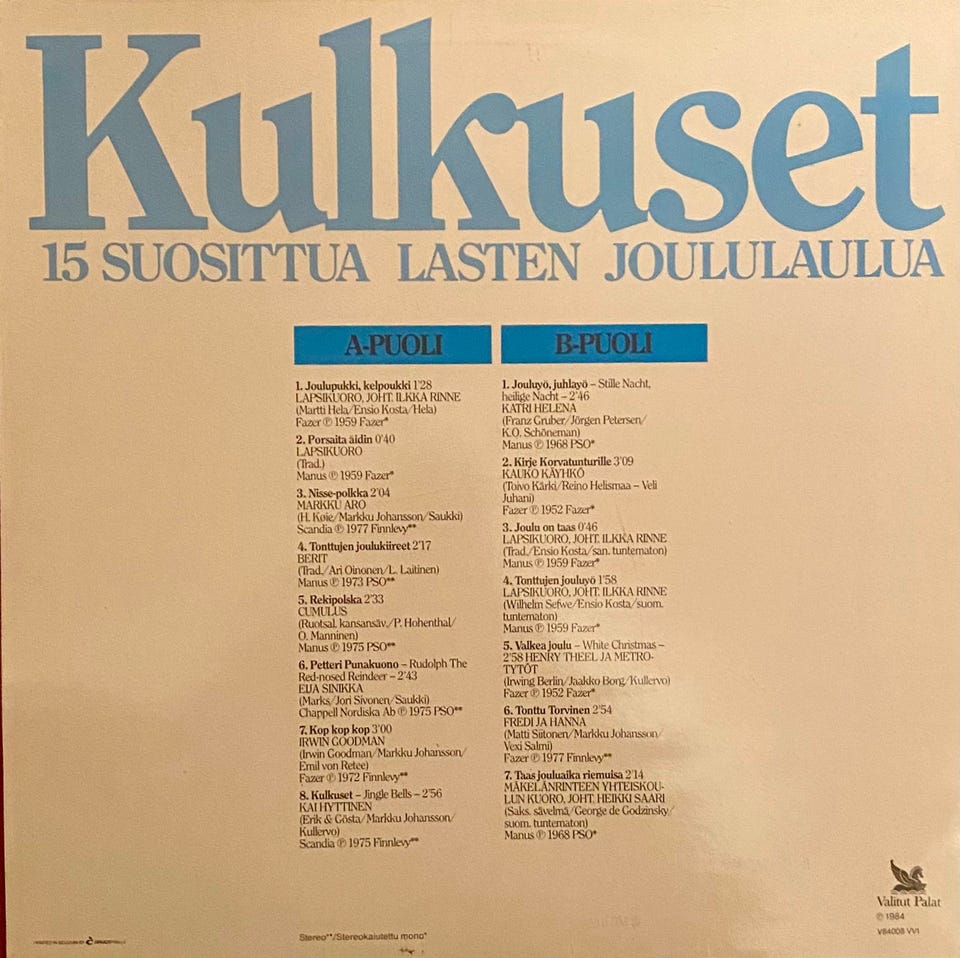 Kulkuset
15 SUOSITTUA LASTEN JOULULAULUA
A-PUOLI
1. Joulupukki, kelpoukki 1'28
LAPSIKUORO, JOHT. ILKKA RINNE
(Martti Hela/Ensio Kosta/Hela)
Fazer ℗ 1959 Fazer*
2. Porsaita äidin 0'40
LAPSIKUORO
(Trad.)
Manus ℗ 1959 Fazer*
3. Nisse-polkka 2'04
MARKKU ARO
(H. Køie/Markku Johansson/Saukki)
Scandia ℗ 1977 Finnlevy**
4. Tonttujen joulukiireet 2'17
BERIT
(Trad./Ari Oinonen/L. Laitinen)
Manus ℗ 1973 PSO**
5. Rekipolska 2'33
CUMULUS
(Ruotsal. kansansäv./P. Hohenthal/
O. Manninen)
Manus ℗ 1975 PSO**
6. Petteri Punakuono – Rudolph The
Red-nosed Reindeer – 2'43
EIJA SINIKKA
(Marks/Jori Sivonen/Saukki)
Chappell Nordiska Ab ℗ 1975 PSO**
7. Kop kop kop 3'00
IRWIN GOODMAN
(Irwin Goodman/Markku Johansson/
Emil von Retee)
Fazer ℗ 1972 Finnlevy**
8. Kulkuset – Jingle Bells – 2'56
KAI HYTTINEN
(Erik & Gösta/Markku Johansson/
Kullervo)
Scandia ℗ 1975 Finnlevy**
B-PUOLI
1. Jouluyö, juhlayö – Stille Nacht,
heilige Nacht – 2'46
KATRI HELENA
(Franz Gruber/Jörgen Petersen/
K.O. Schöneman)
Manus ℗ 1968 PSO*
2. Kirje Korvatunturille 3'09
KAUKO KÄYHKÖ
(Toivo Kärki/Reino Helismaa – Veli
Juhani)
Fazer ℗ 1952 Fazer*
3. Joulu on taas 0'46
LAPSIKUORO, JOHT. ILKKA RINNE
(Trad./Ensio Kosta/san. tuntematon)
Manus ℗ 1959 Fazer*
4. Tonttujen jouluyö 1'58
LAPSIKUORO, JOHT. ILKKA RINNE
(Wilhelm Sefwe/Ensio Kosta/suom.
tuntematon)
Manus ℗ 1959 Fazer*
5. Valkea joulu – White Christmas –
2'58 HENRY THEEL JA METRO-
TYTÖT
(Irwing Berlin/Jaakko Borg/Kullervo)
Fazer ℗ 1952 Fazer*
6. Tonttu Torvinen 2'54
FREDI JA HANNA
(Matti Siitonen/Markku Johansson/
Vexi Salmi)
Fazer ℗ 1977 Finnlevy**
7. Taas jouluaika riemuisa 2'14
MÄKELÄNRINTEEN YHTEISKOU-
LUN KUORO, JOHT. HEIKKI SAARI
(Saks. sävelmä/George de Godzinsky/
suom. tuntematon)
Manus ℗ 1968 PSO*
Valitut Palat
℗ 1984
V84008 VV1
Stereo**/Stereokaiutettu mono*
PRINTED IN BELGIUM BY